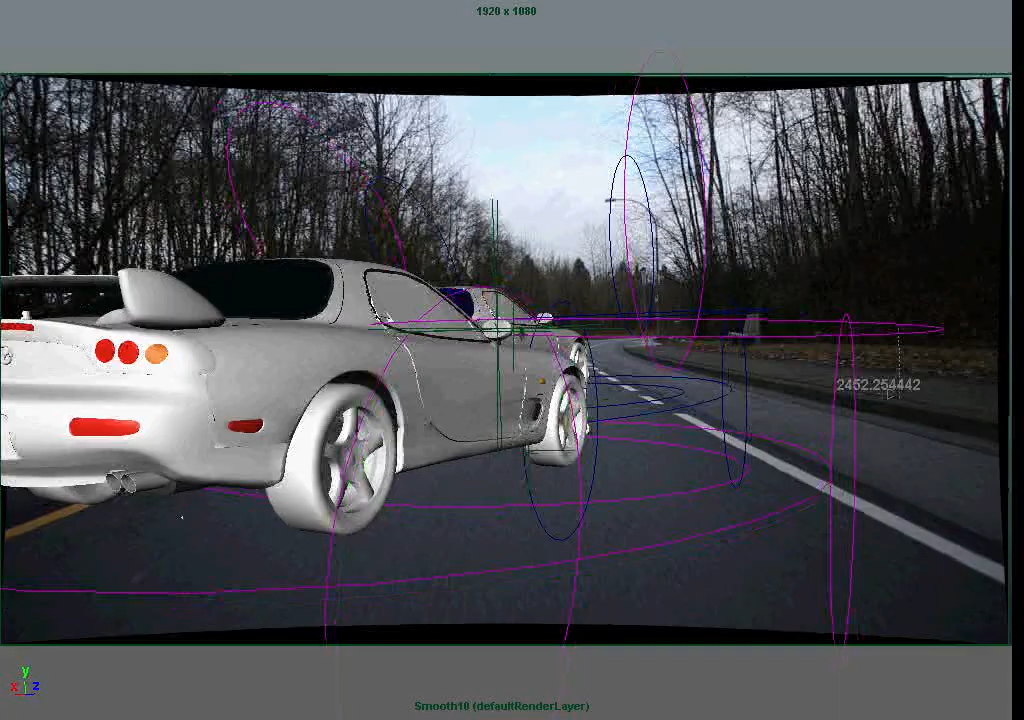 1920 x 1080
2452.254442
y
x z
Smooth10 (defaultRenderLayer)